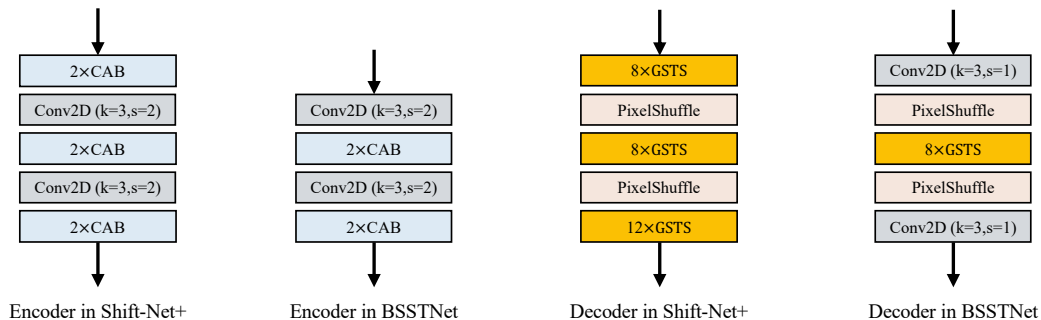 2×CAB
Conv2D (k=3,s=2)
2×CAB
Conv2D (k=3,s=2)
2×CAB
Encoder in Shift-Net+
Conv2D (k=3,s=2)
2×CAB
Conv2D (k=3,s=2)
2×CAB
Encoder in BSSTNet
8×GSTS
PixelShuffle
8×GSTS
PixelShuffle
12×GSTS
Decoder in Shift-Net+
Conv2D (k=3,s=1)
PixelShuffle
8×GSTS
PixelShuffle
Conv2D (k=3,s=1)
Decoder in BSSTNet